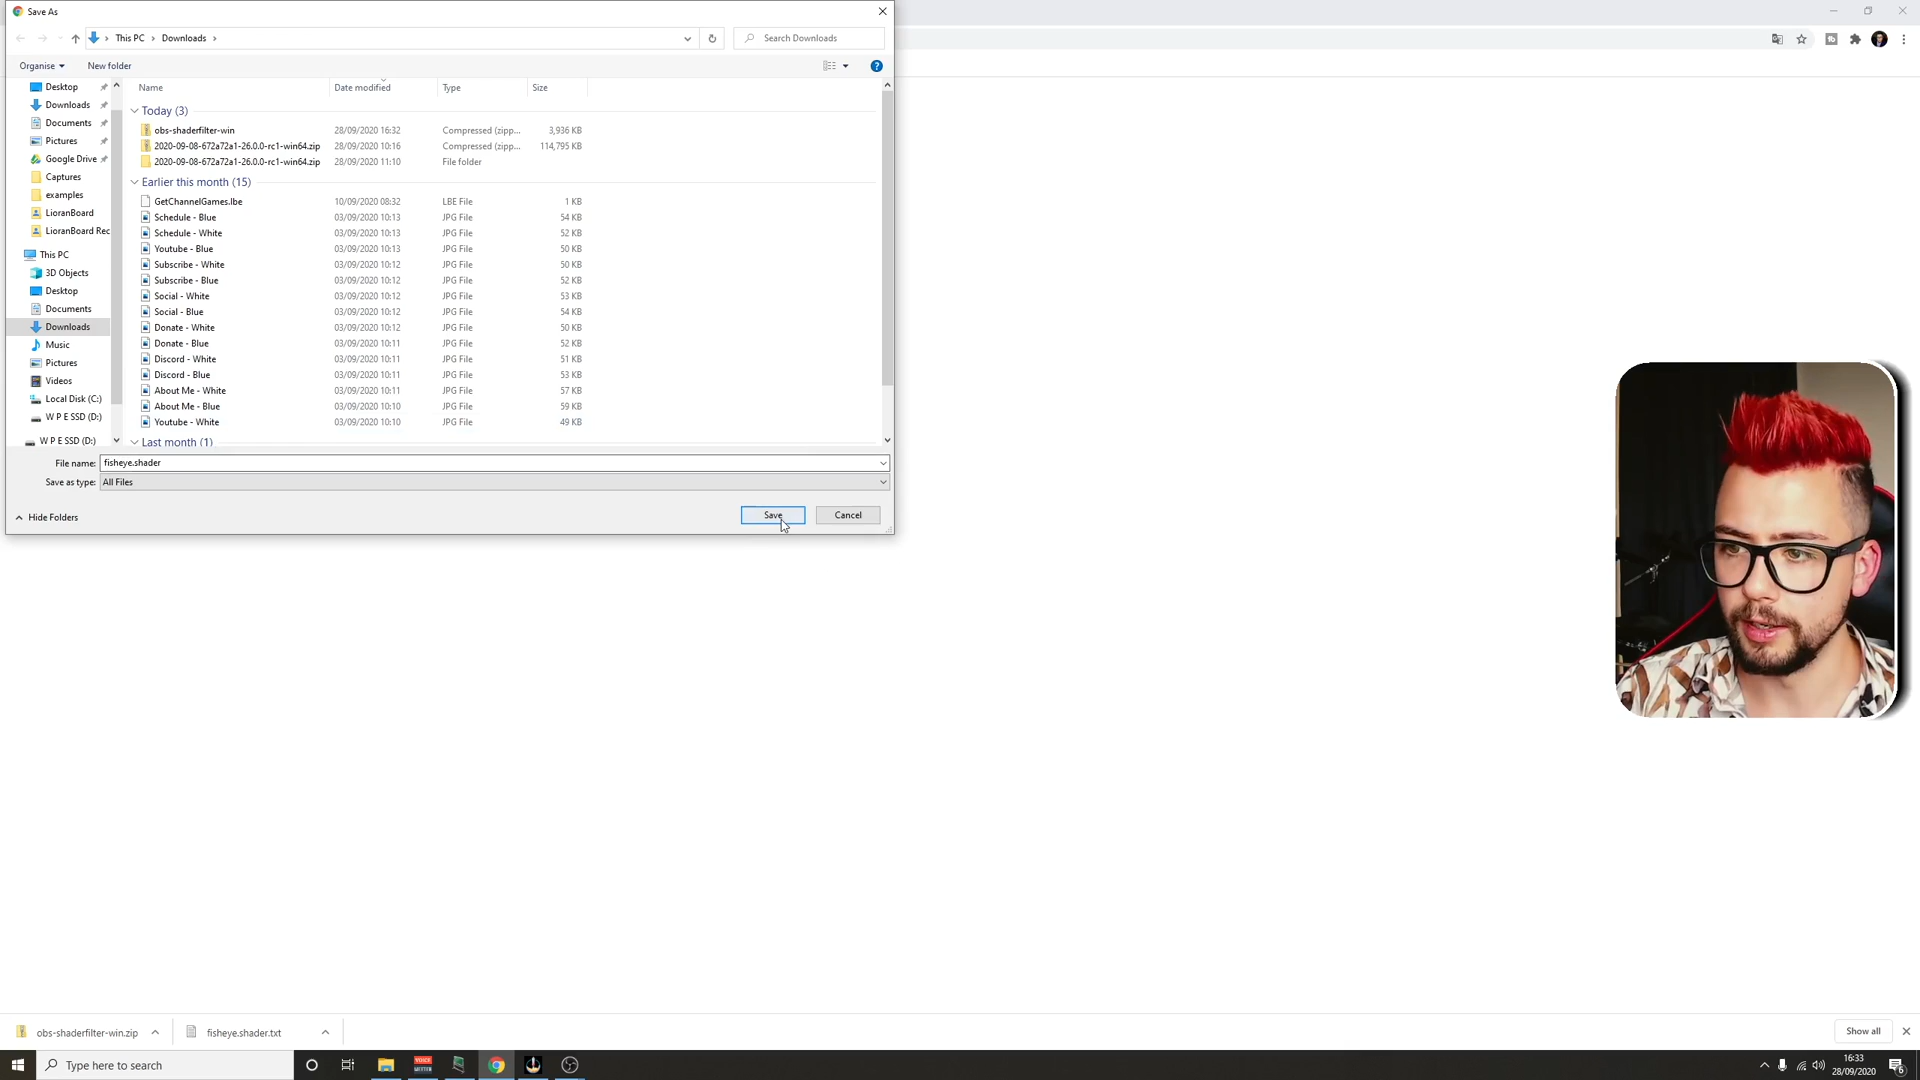 Save As
This PC > Downloads >
Search Downloads
Organise
New folder
Name
Date modified
Type
Size
Today (3)
obs-shaderfilter-win 28/09/2020 16:32 Compressed (zipp... 3,936 KB
2020-09-08-672a72a1-26.0.0-rc1-win64.zip 28/09/2020 10:16 Compressed (zipp... 114,795 KB
2020-09-08-672a72a1-26.0.0-rc1-win64.zip 28/09/2020 11:10 File folder
Earlier this month (15)
GetChannelGames.lbe 10/09/2020 08:32 LBE File 1 KB
Schedule - Blue 03/09/2020 10:13 JPG File 54 KB
Schedule - White 03/09/2020 10:13 JPG File 52 KB
Youtube - Blue 03/09/2020 10:13 JPG File 50 KB
Subscribe - White 03/09/2020 10:12 JPG File 50 KB
Subscribe - Blue 03/09/2020 10:12 JPG File 52 KB
Social - White 03/09/2020 10:12 JPG File 53 KB
Social - Blue 03/09/2020 10:12 JPG File 54 KB
Donate - White 03/09/2020 10:12 JPG File 50 KB
Donate - Blue 03/09/2020 10:11 JPG File 52 KB
Discord - White 03/09/2020 10:11 JPG File 51 KB
Discord - Blue 03/09/2020 10:11 JPG File 53 KB
About Me - White 03/09/2020 10:11 JPG File 57 KB
About Me - Blue 03/09/2020 10:10 JPG File 59 KB
Youtube - White 03/09/2020 10:10 JPG File 49 KB
Last month (1)
Desktop
Downloads
Documents
Pictures
Google Drive
Captures
examples
LioranBoard
LioranBoard Rec
This PC
3D Objects
Desktop
Documents
Downloads
Music
Pictures
Videos
Local Disk (C:)
W P E SSD (D:)
W P E SSD (D:)
File name: fisheye.shader
Save as type: All Files
Hide Folders
Save
Cancel
obs-shaderfilter-win.zip
fisheye.shader.txt
Show all
Type here to search
16:33
28/09/2020